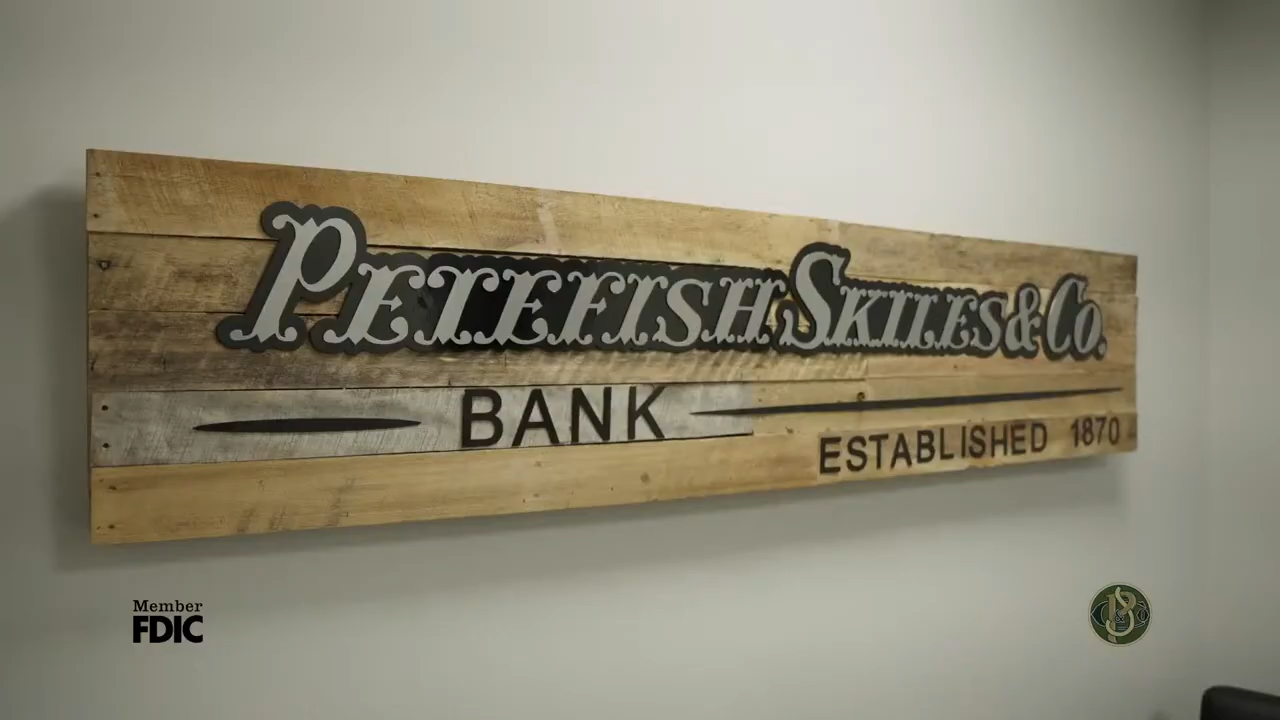 PETEFISH SKILES & CO.
BANK
ESTABLISHED 1870
Member
FDIC